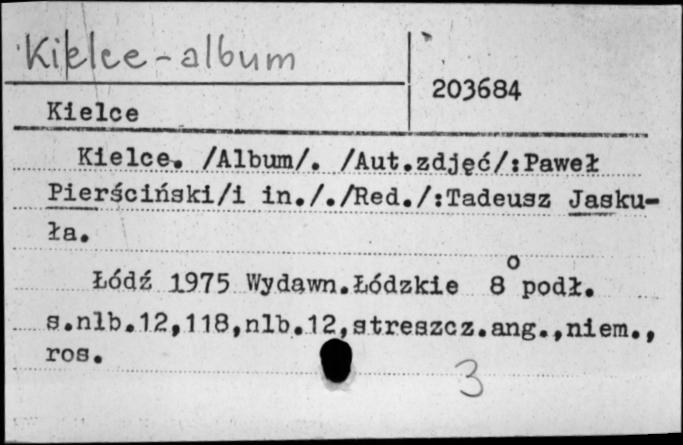 Kielce - album
203684
Kielce
Kielce. /Album/. /Aut.zdjęć/:Paweł
Pierściński/i in./. /Red./:Tadeusz Jasku-
ła.
Łódź 1975 Wydawn.Łódzkie 8° podł.
s.nlb.12,118,nlb.12,streszcz.ang.,niem.,
ros.
3